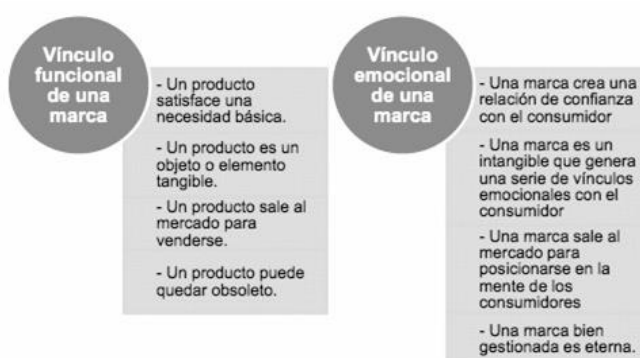 Vínculo
funcional
de una
marca
- Un producto
satisface una
necesidad básica.
- Un producto es un
objeto o elemento
tangible.
- Un producto sale al
mercado para
venderse.
- Un producto puede
quedar obsoleto.
Vínculo
emocional
de una
marca
- Una marca crea una
relación de confianza
con el consumidor
- Una marca es un
intangible que genera
una serie de vínculos
emocionales con el
consumidor
- Una marca sale al
mercado para
posicionarse en la
mente de los
consumidores
- Una marca bien
gestionada es eterna.